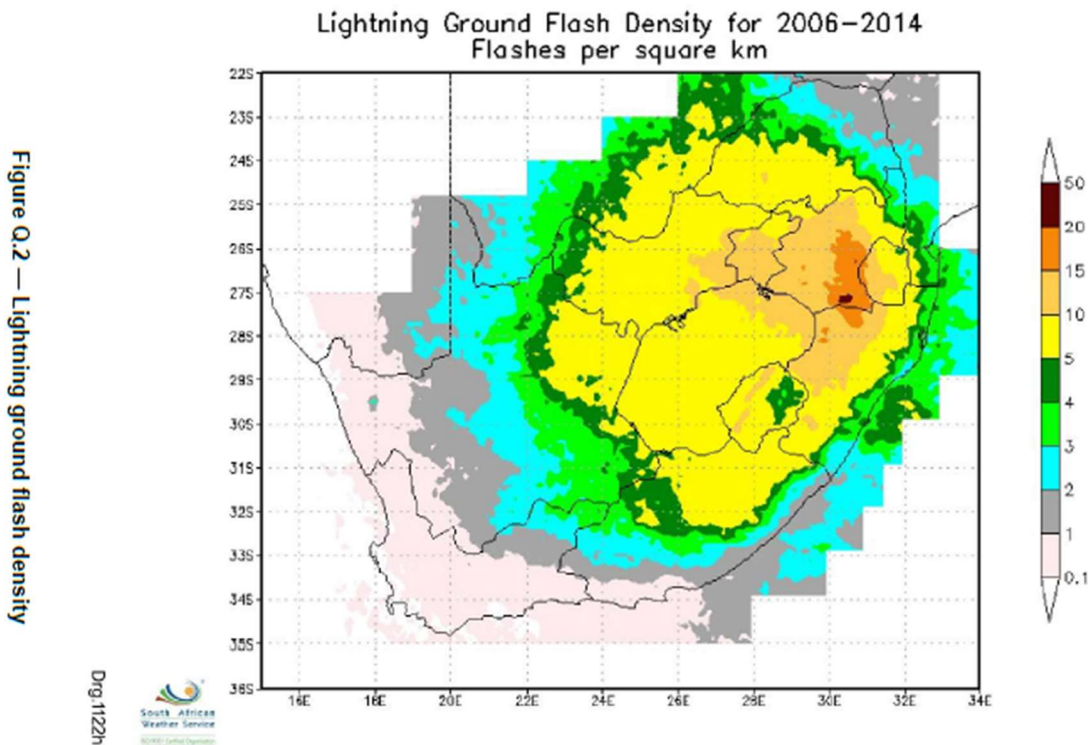 Lightning Ground Flash Density for 2006–2014
Flashes per square km
22S
23S
24S
25S
26S
27S
28S
29S
30S
31S
32S
33S
34S
35S
36S
16E
18E
20E
22E
24E
26E
28E
30E
32E
34E
50
20
15
10
5
4
3
2
1
0.1
Figure Q.2 — Lightning ground flash density
Drg.1122h
South African
Weather Service